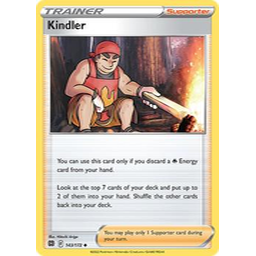 TRAINER
Supporter
Kindler
You can use this card only if you discard a Energy
card from your hand.
Look at the top 7 cards of your deck and put up to
2 of them into your hand. Shuffle the other cards
back into your deck.
143/172
You may play only 1 Supporter card during
your turn.